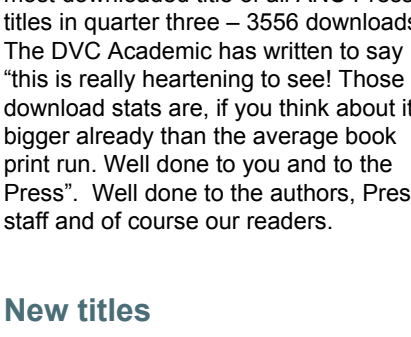 most downloaded title of all ANU Press
titles in quarter three – 3556 downloads
The DVC Academic has written to say
“this is really heartening to see! Those
download stats are, if you think about it
bigger already than the average book
print run. Well done to you and to the
Press”.  Well done to the authors, Pres
staff and of course our readers.
New titles